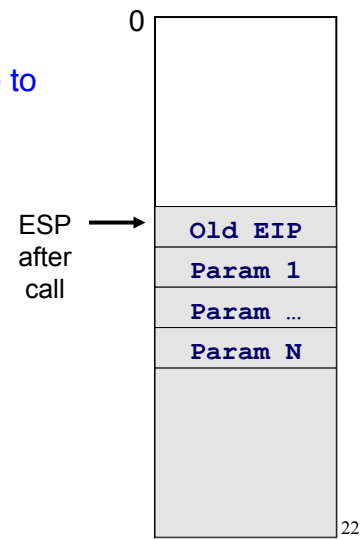 0
to
ESP
after
call
Old EIP
Param 1
Param …
Param N
22